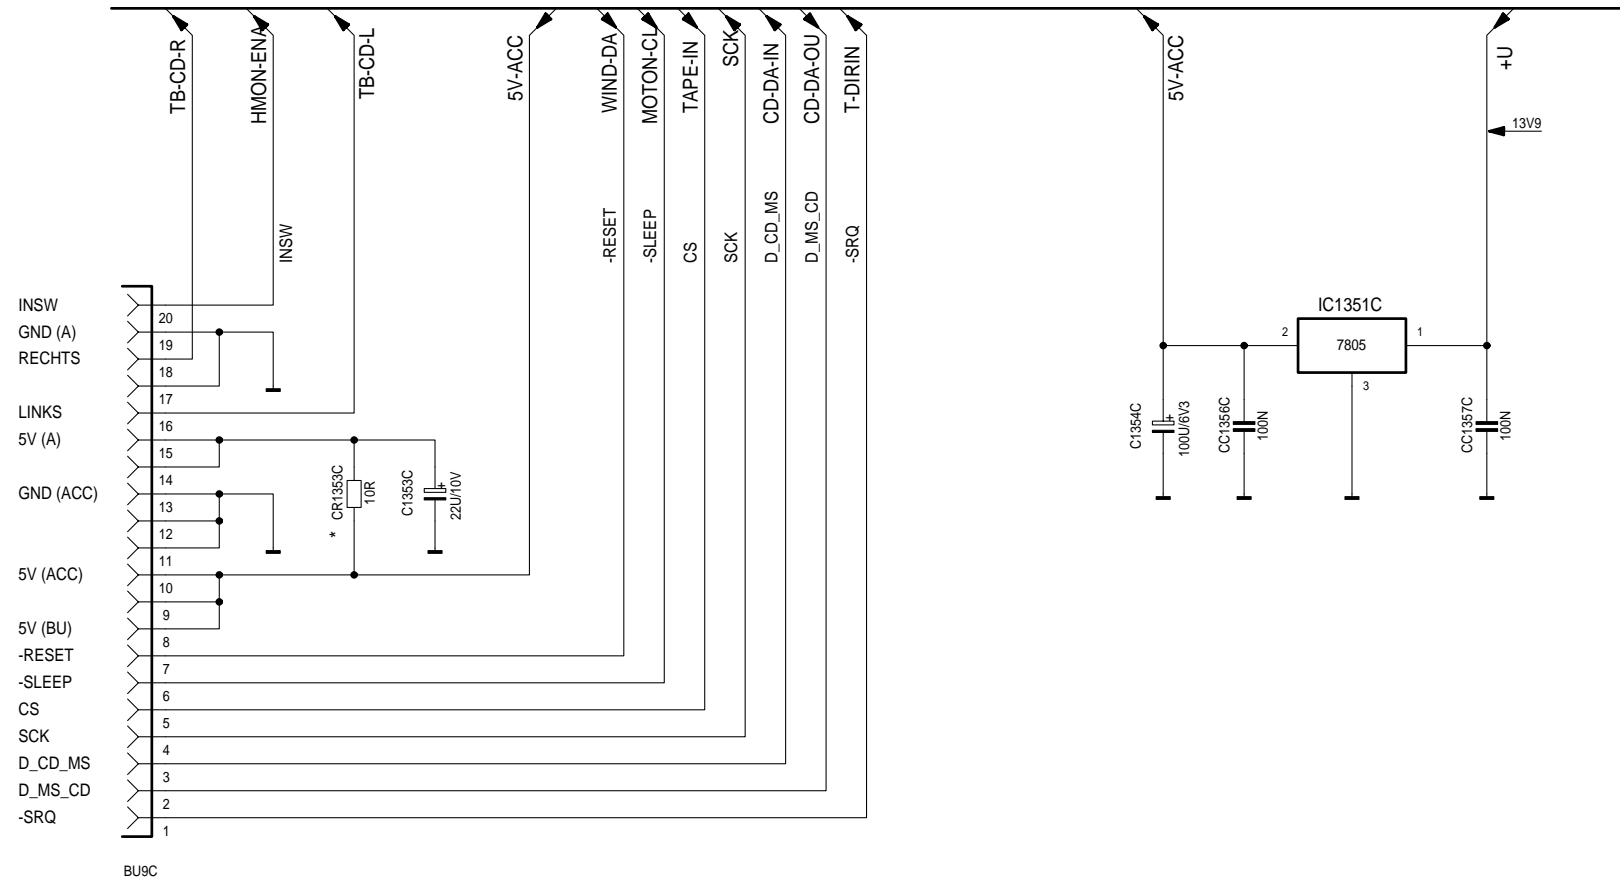 TB-CD-R
HMON-ENA
TB-CD-L
5V-ACC
WIND-DA
MOTON-CL
TAPE-IN
SCK
CD-DA-IN
CD-DA-OU
T-DIRIN
5V-ACC
+U
13V9
INSW
-RESET
-SLEEP
CS
SCK
D_CD_MS
D_MS_CD
-SRQ
INSW
20
GND (A)
19
RECHTS
18
17
LINKS
16
5V (A)
15
14
GND (ACC)
13
12
11
5V (ACC)
10
9
5V (BU)
8
-RESET
7
-SLEEP
6
CS
5
SCK
4
D_CD_MS
3
D_MS_CD
2
-SRQ
1
BU9C
CR1353C
10R
*
C1353C
+
22U/10V
IC1351C
7805
2
1
3
C1354C
+
100U/6V3
CC1356C
100N
CC1357C
100N